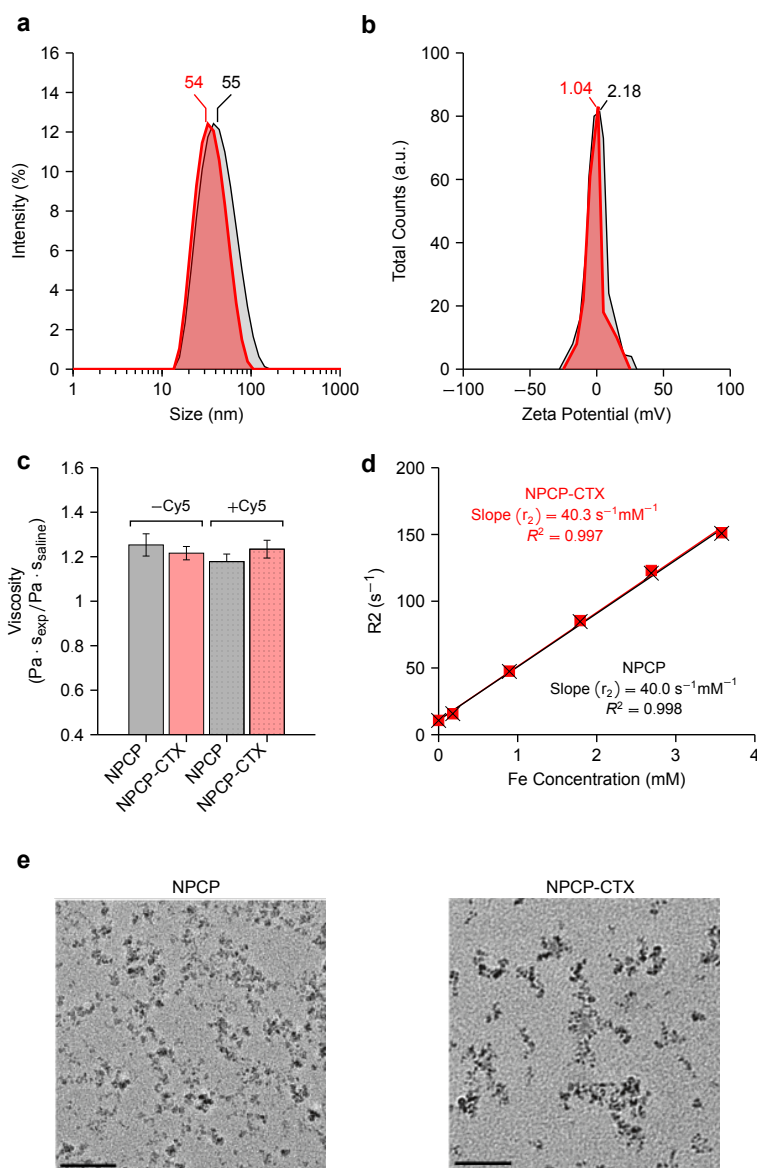 a
16
14
12
10
8
6
4
2
0
Intensity (%)
54
55
1
10
100
1000
Size (nm)
b
100
80
60
40
20
0
Total Counts (a.u.)
1.04
2.18
−100
−50
0
50
100
Zeta Potential (mV)
c
1.6
1.4
1.2
1
0.8
0.6
0.4
Viscosity
(Pa · s_exp / Pa · s_saline)
−Cy5
+Cy5
NPCP
NPCP-CTX
NPCP
NPCP-CTX
d
200
150
100
50
0
R2 (s⁻¹)
NPCP-CTX
Slope (r₂) = 40.3 s⁻¹mM⁻¹
R² = 0.997
NPCP
Slope (r₂) = 40.0 s⁻¹mM⁻¹
R² = 0.998
0
1
2
3
4
Fe Concentration (mM)
e
NPCP
NPCP-CTX